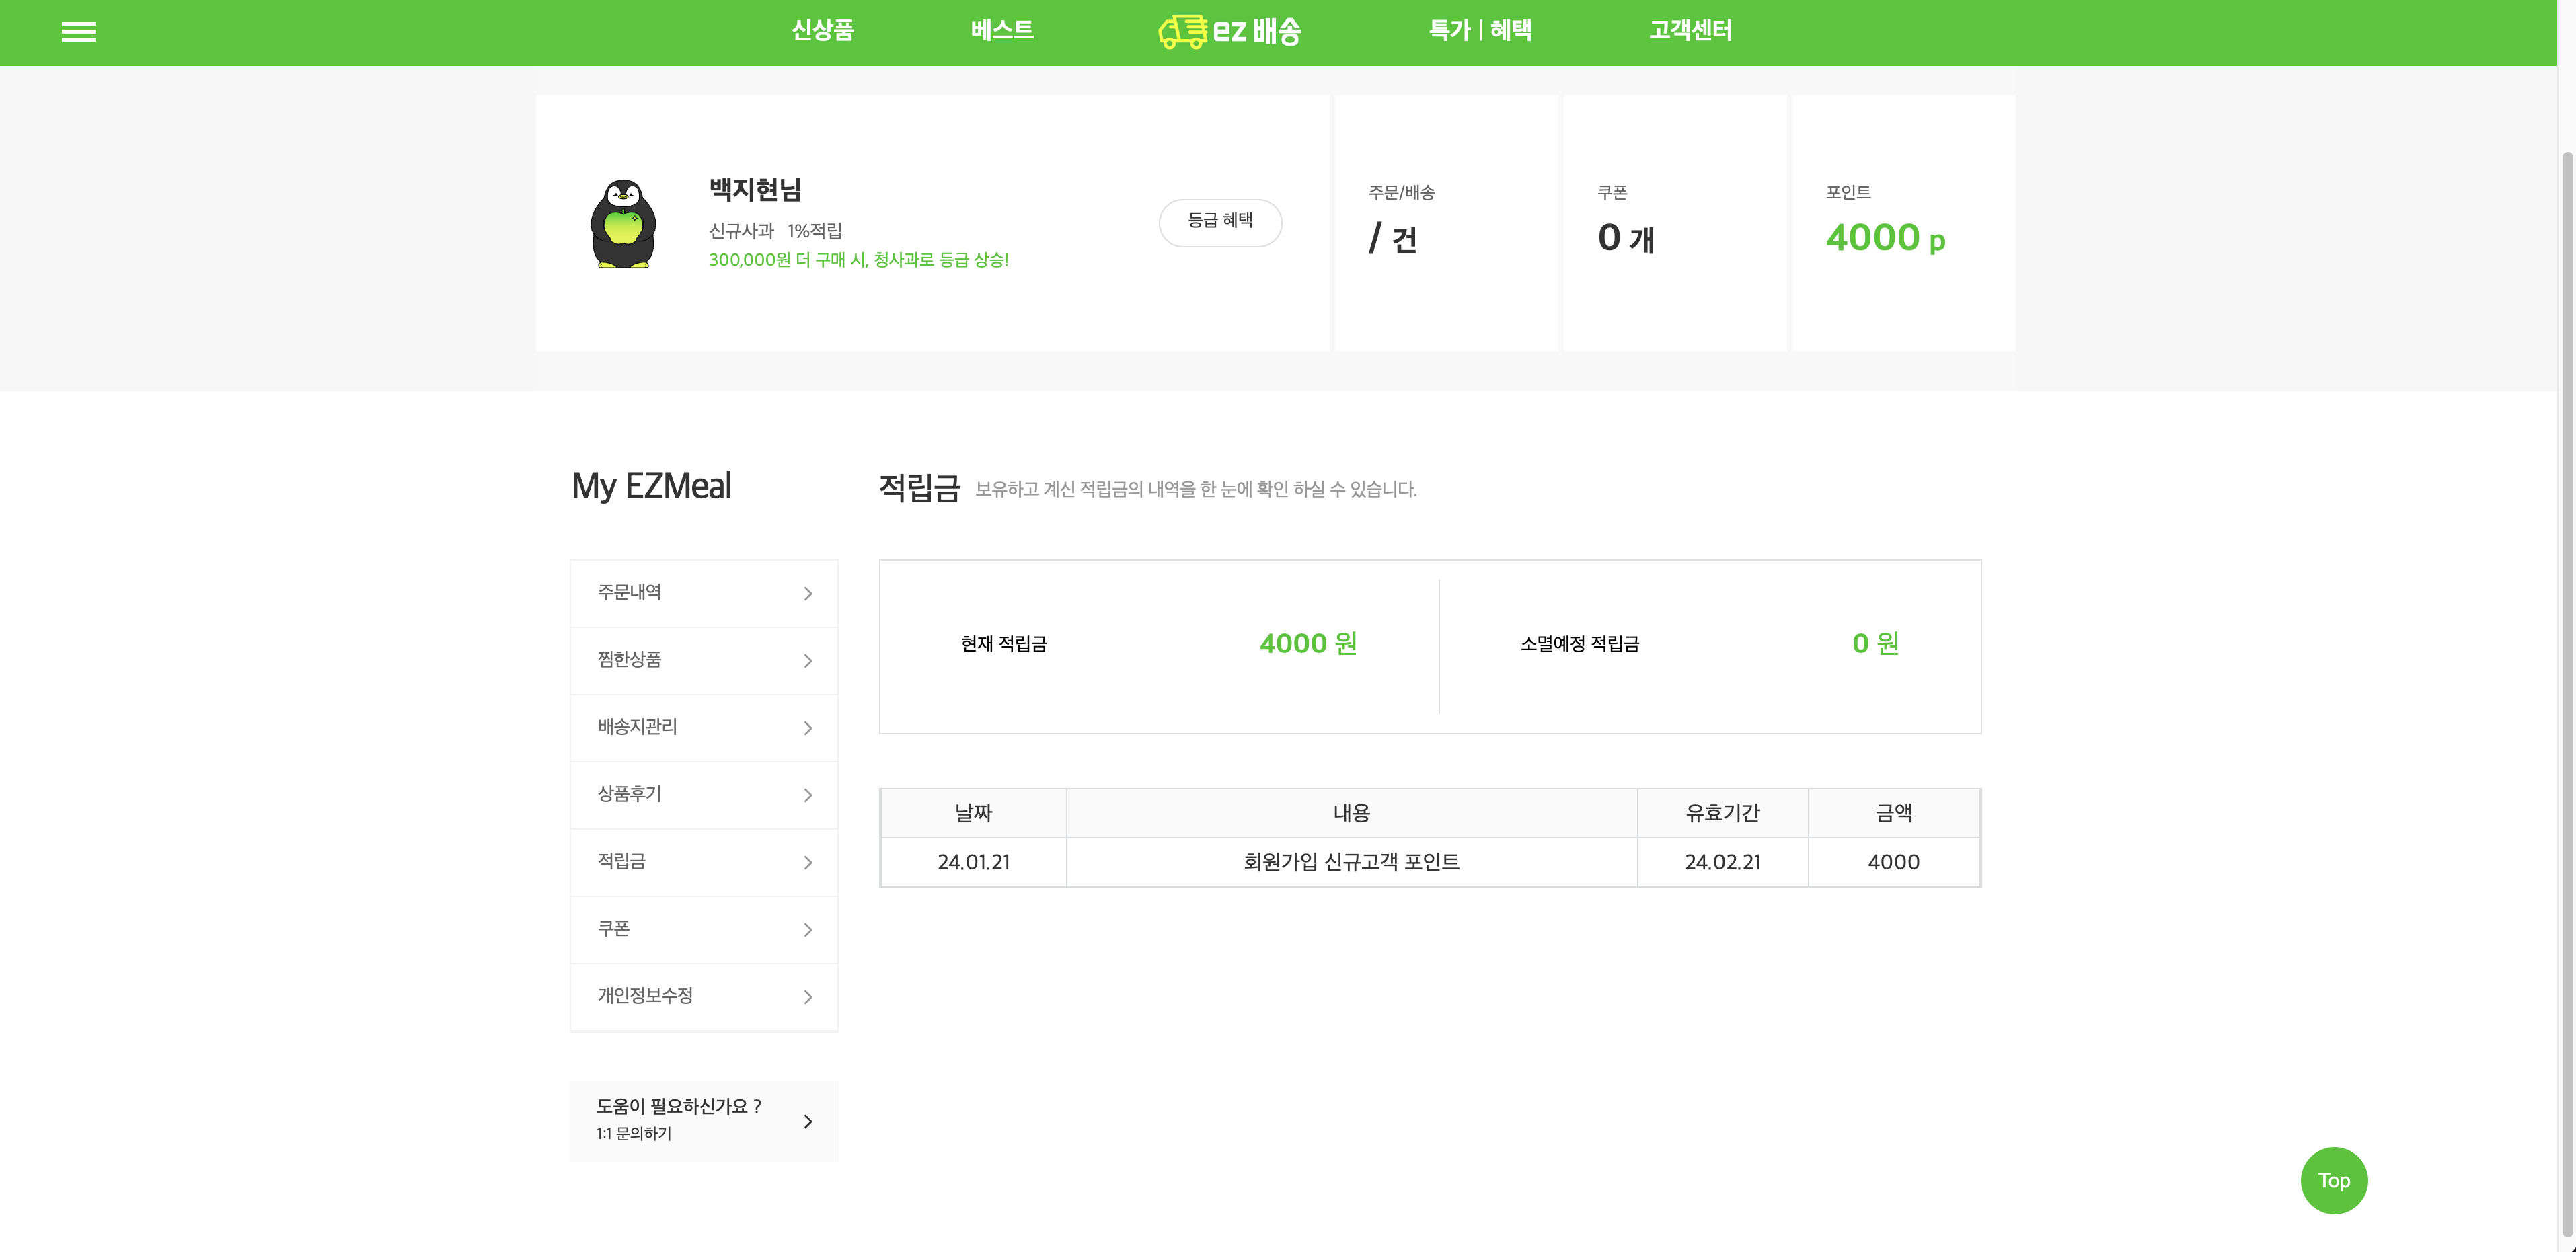 신상품 베스트 ez 배송 특가 | 혜택 고객센터
백지현님
신규사과 1%적립
300,000원 더 구매 시, 청사과로 등급 상승!
등급 혜택
주문/배송
/ 건
쿠폰
0 개
포인트
4000 p
My EZMeal
주문내역
찜한상품
배송지관리
상품후기
적립금
쿠폰
개인정보수정
도움이 필요하신가요 ?
1:1 문의하기
적립금 보유하고 계신 적립금의 내역을 한 눈에 확인 하실 수 있습니다.
현재 적립금 4000 원 소멸예정 적립금 0 원
날짜 내용 유효기간 금액
24.01.21 회원가입 신규고객 포인트 24.02.21 4000
Top